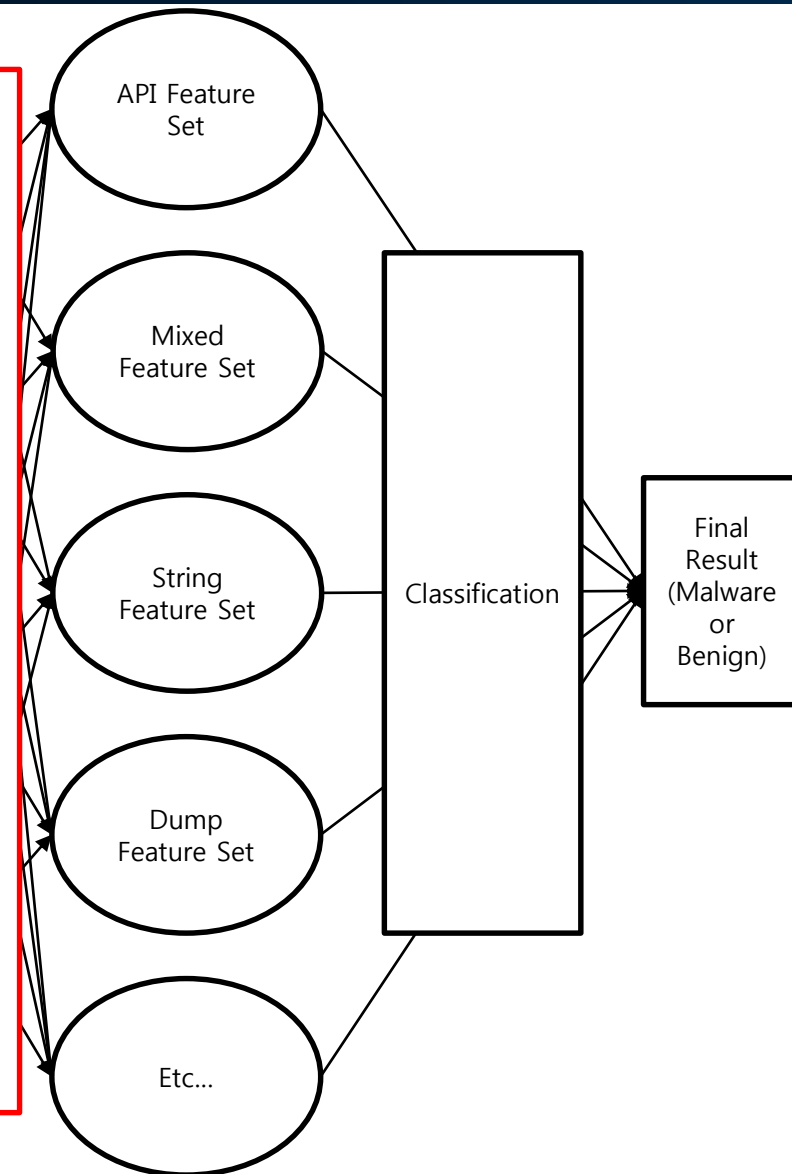 API Feature
Set
Mixed
Feature Set
String
Feature Set
Dump
Feature Set
Etc...
Classification
Final
Result
(Malware
or
Benign)